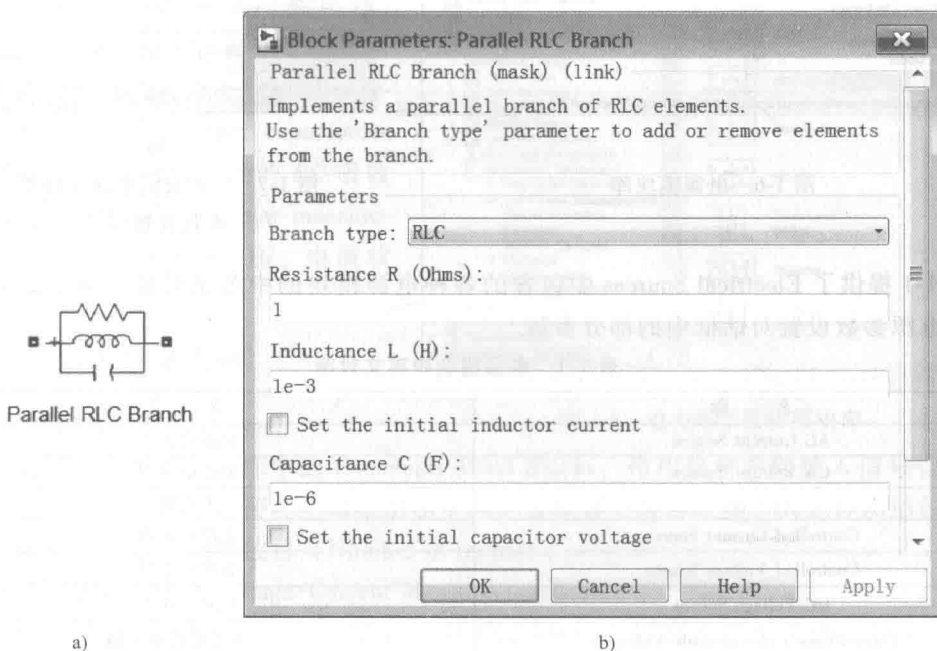 Block Parameters: Parallel RLC Branch
Parallel RLC Branch (mask) (link)
Implements a parallel branch of RLC elements.
Use the 'Branch type' parameter to add or remove elements
from the branch.
Parameters
Branch type: RLC
Resistance R (Ohms):
1
Inductance L (H):
1e-3
Set the initial inductor current
Capacitance C (F):
1e-6
Set the initial capacitor voltage
OK Cancel Help Apply
Parallel RLC Branch
a) b)